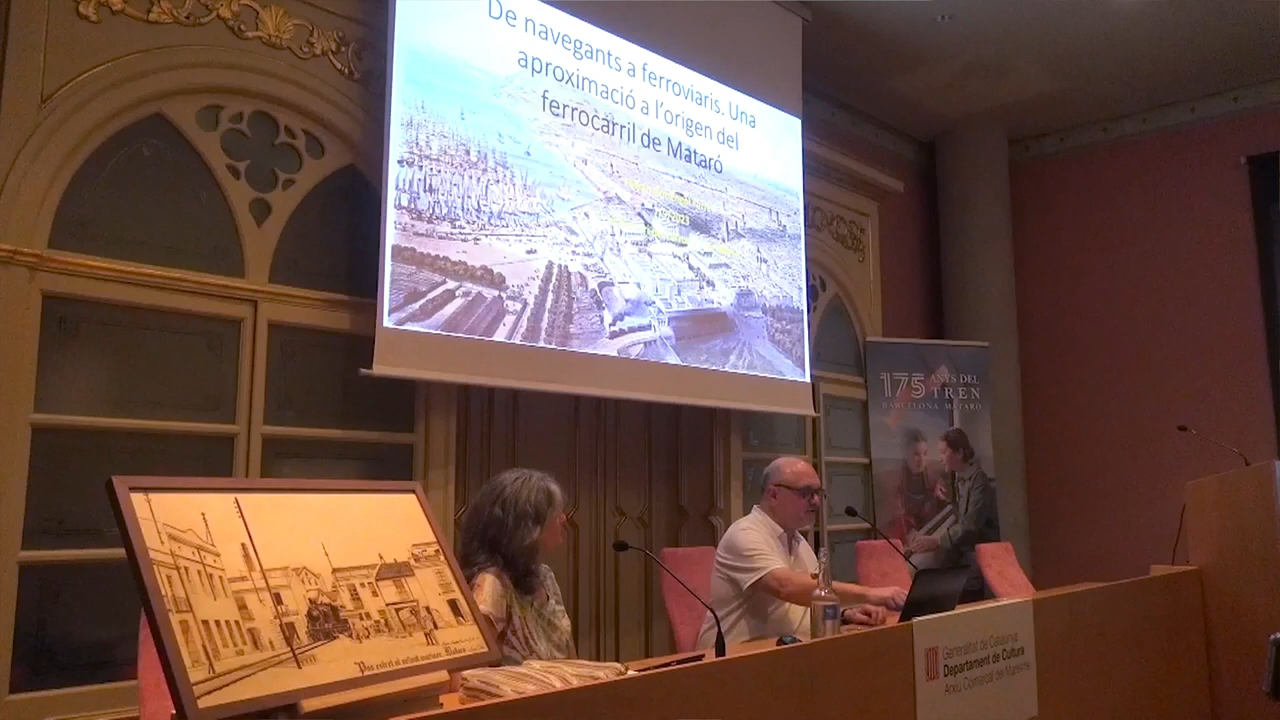 De navegants a ferroviaris. Una
aproximació a l'origen del
ferrocarril de Mataró
175 ANYS DEL
TREN
BARCELONA MATARÓ
Generalitat de Catalunya
Departament de Cultura
Arxiu Comarcal del Maresme